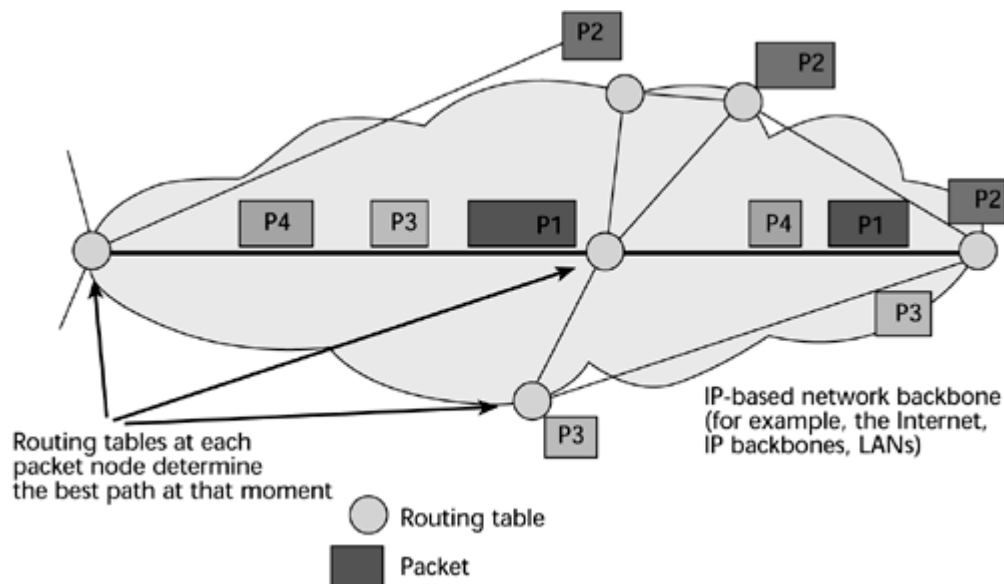 P2
P2
P4
P3
P1
P4
P1
P2
P3
P3
IP-based network backbone
(for example, the Internet,
IP backbones, LANs)
Routing tables at each
packet node determine
the best path at that moment
Routing table
Packet